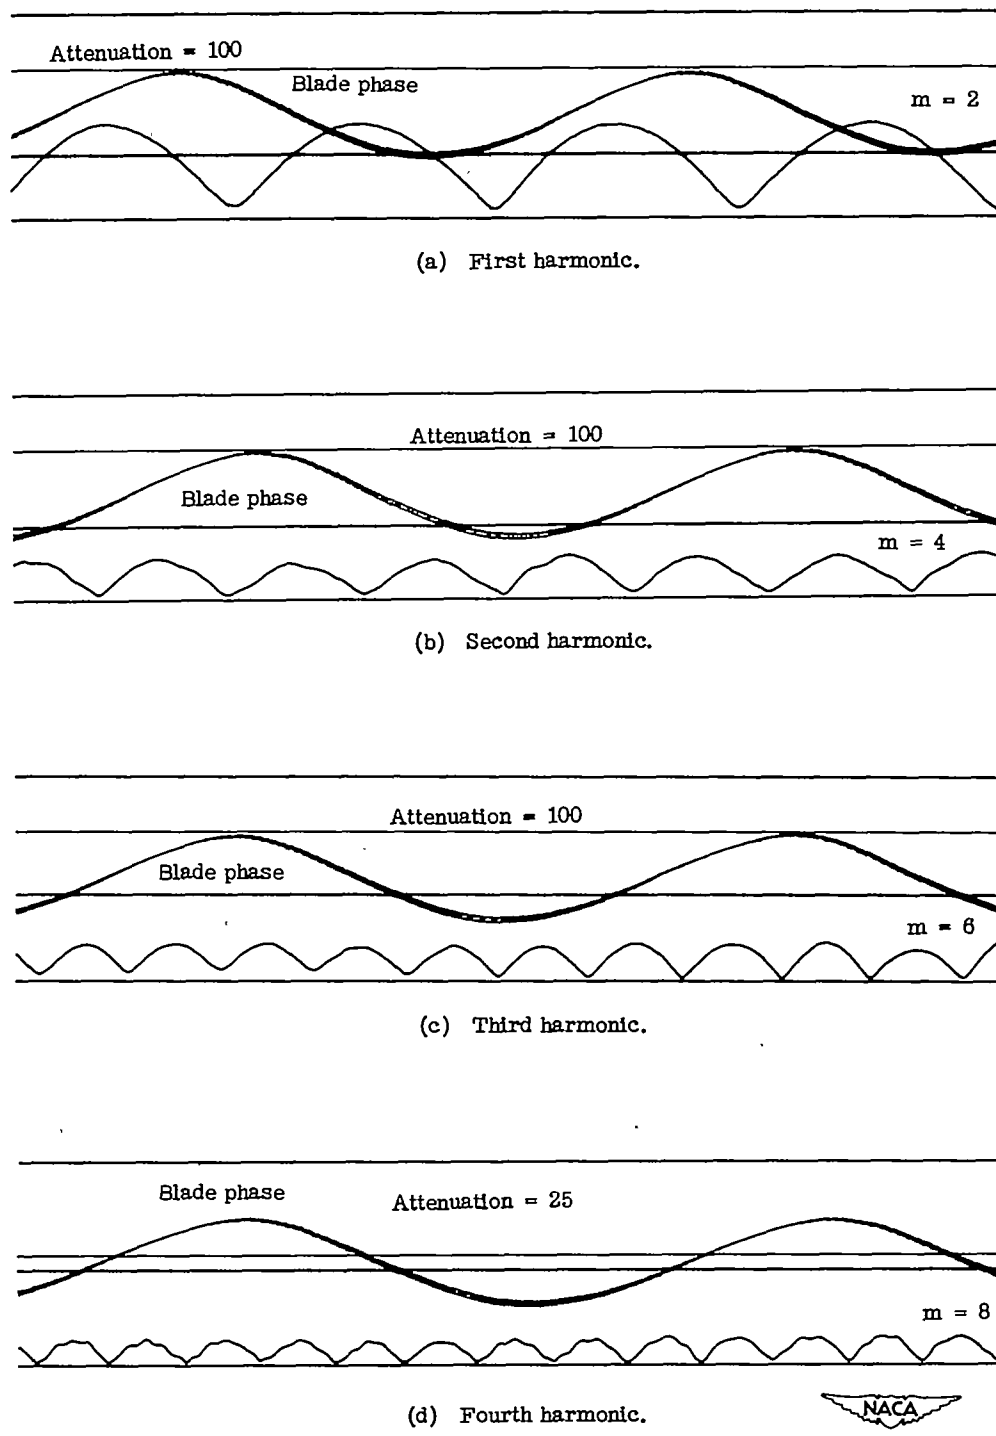 Attenuation = 100
Blade phase
m = 2
(a) First harmonic.
Attenuation = 100
Blade phase
m = 4
(b) Second harmonic.
Attenuation = 100
Blade phase
m = 6
(c) Third harmonic.
Blade phase
Attenuation = 25
m = 8
(d) Fourth harmonic.
NACA